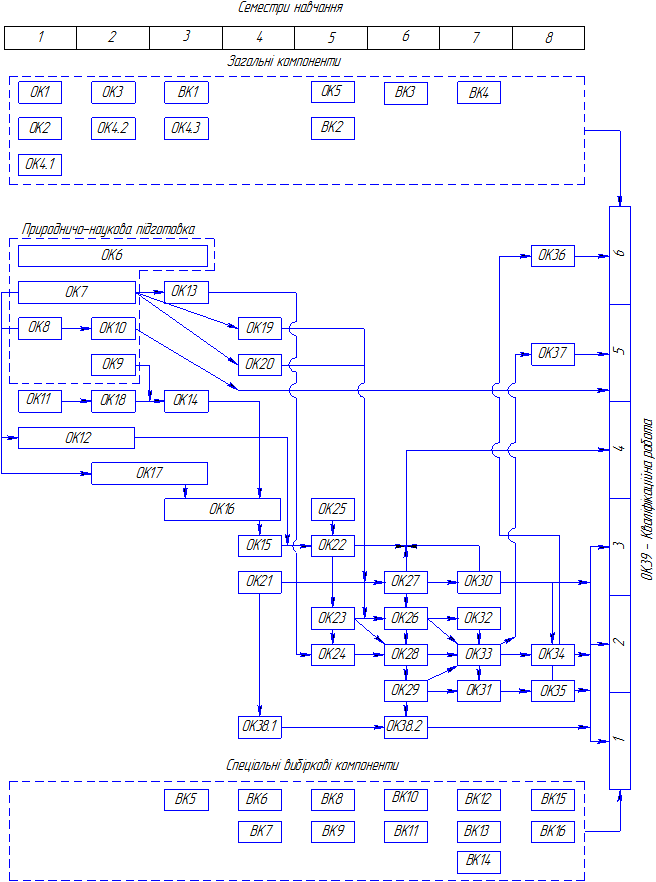 Семестри навчання
1 2 3 4 5 6 7 8
Загальні компоненти
ОК1 ОК3 ВК1 ОК5 ВК3 ВК4
ОК2 ОК4.2 ОК4.3 ВК2
ОК4.1
Природничо-наукова підготовка
ОК6 ОК36 6
ОК7 ОК13
ОК8 ОК10 ОК19
ОК37 5
ОК9 ОК20
ОК11 ОК18 ОК14
ОК12 4
ОК17
ОК16 ОК25
ОК15 ОК22 3
ОК21 ОК27 ОК30
ОК23 ОК26 ОК32
ОК24 ОК28 ОК33 ОК34 2
ОК29 ОК31 ОК35
ОК38.1 ОК38.2 1
ОК39 - Кваліфікаційна робота
Спеціальні вибіркові компоненти
ВК5 ВК6 ВК8 ВК10 ВК12 ВК15
ВК7 ВК9 ВК11 ВК13 ВК16
ВК14